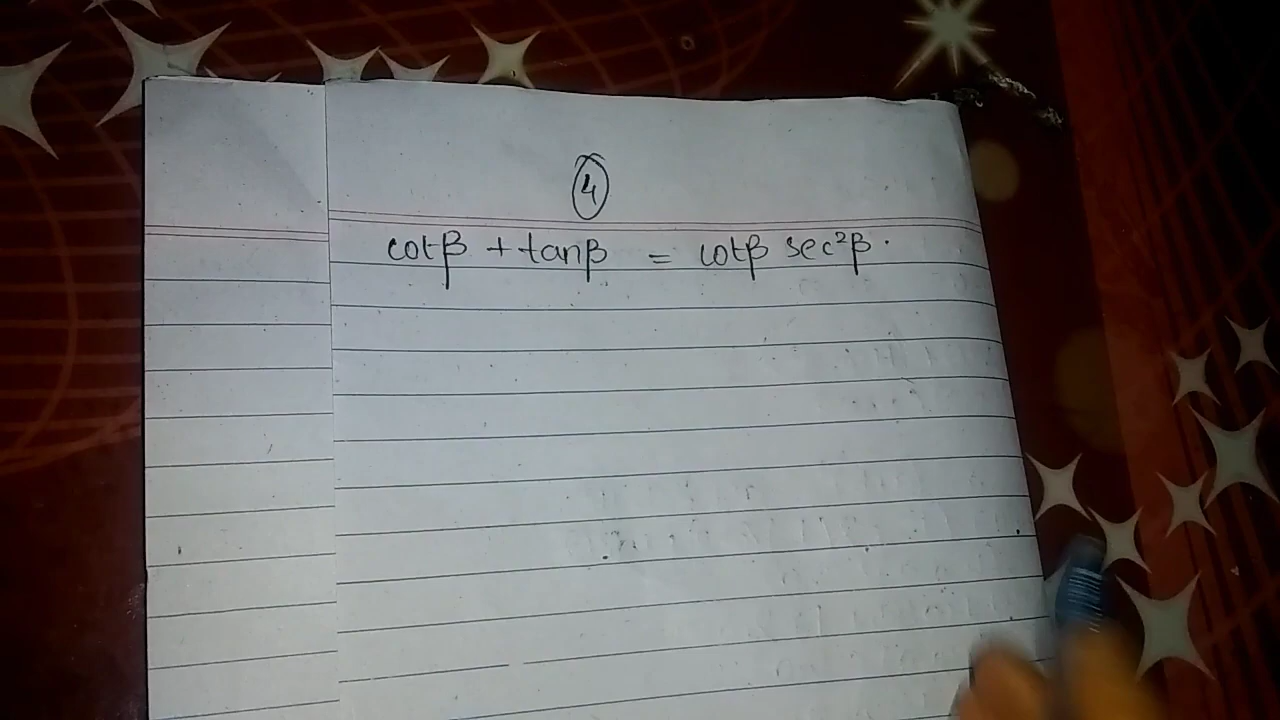 4
cotβ + tanβ = cotβ sec²β.